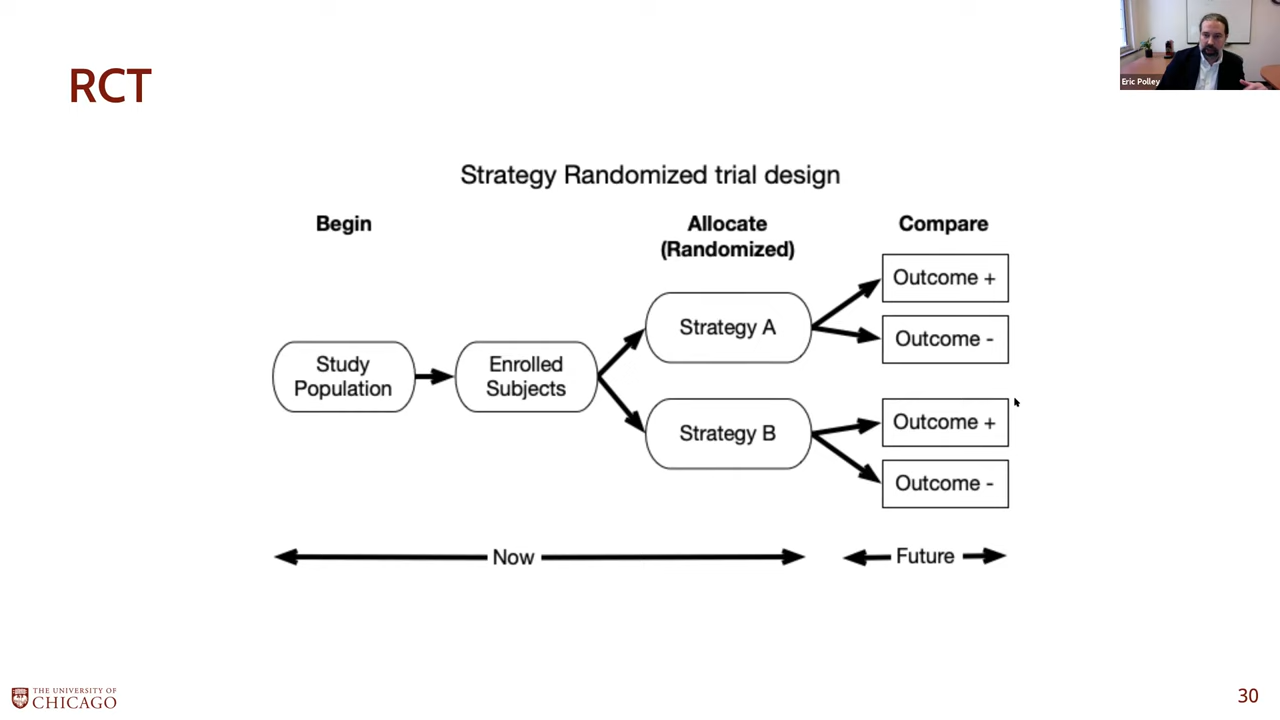 RCT
Eric Polley
Strategy Randomized trial design
Begin
Allocate
(Randomized)
Compare
Study
Population
Enrolled
Subjects
Strategy A
Strategy B
Outcome +
Outcome -
Outcome +
Outcome -
Now
Future
THE UNIVERSITY OF
CHICAGO
30